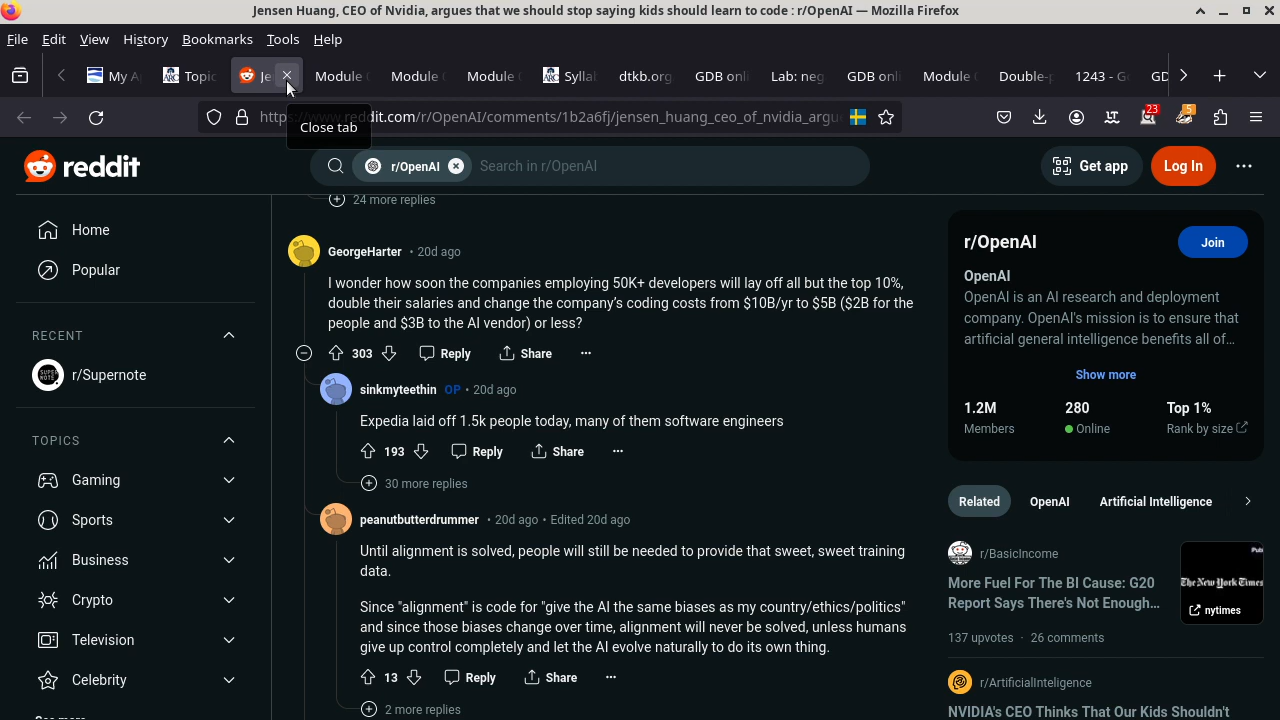 Jensen Huang, CEO of Nvidia, argues that we should stop saying kids should learn to code : r/OpenAI — Mozilla Firefox
File Edit View History Bookmarks Tools Help
My A Topic Je Module Module Module Sylla dtkb.org GDB onli Lab: neg GDB onli Module Double-p 1243 - G GD
https://www.reddit.com/r/OpenAI/comments/1b2a6fj/jensen_huang_ceo_of_nvidia_argu
23
5
Close tab
reddit
r/OpenAI
Search in r/OpenAI
Get app
Log In
24 more replies
Home
Popular
RECENT
r/Supernote
TOPICS
Gaming
Sports
Business
Crypto
Television
Celebrity
See more
GeorgeHarter • 20d ago
I wonder how soon the companies employing 50K+ developers will lay off all but the top 10%,
double their salaries and change the company's coding costs from $10B/yr to $5B ($2B for the
people and $3B to the AI vendor) or less?
303 Reply Share
sinkmyteethin OP • 20d ago
Expedia laid off 1.5k people today, many of them software engineers
193 Reply Share
30 more replies
peanutbutterdrummer • 20d ago • Edited 20d ago
Until alignment is solved, people will still be needed to provide that sweet, sweet training
data.
Since "alignment" is code for "give the AI the same biases as my country/ethics/politics"
and since those biases change over time, alignment will never be solved, unless humans
give up control completely and let the AI evolve naturally to do its own thing.
13 Reply Share
2 more replies
r/OpenAI
Join
OpenAI
OpenAI is an AI research and deployment
company. OpenAI's mission is to ensure that
artificial general intelligence benefits all of…
Show more
1.2M 280 Top 1%
Members Online Rank by size
Related OpenAI Artificial Intelligence
r/BasicIncome
More Fuel For The BI Cause: G20
Report Says There's Not Enough…
The New York Times
nytimes
137 upvotes · 26 comments
r/ArtificialInteligence
NVIDIA's CEO Thinks That Our Kids Shouldn't